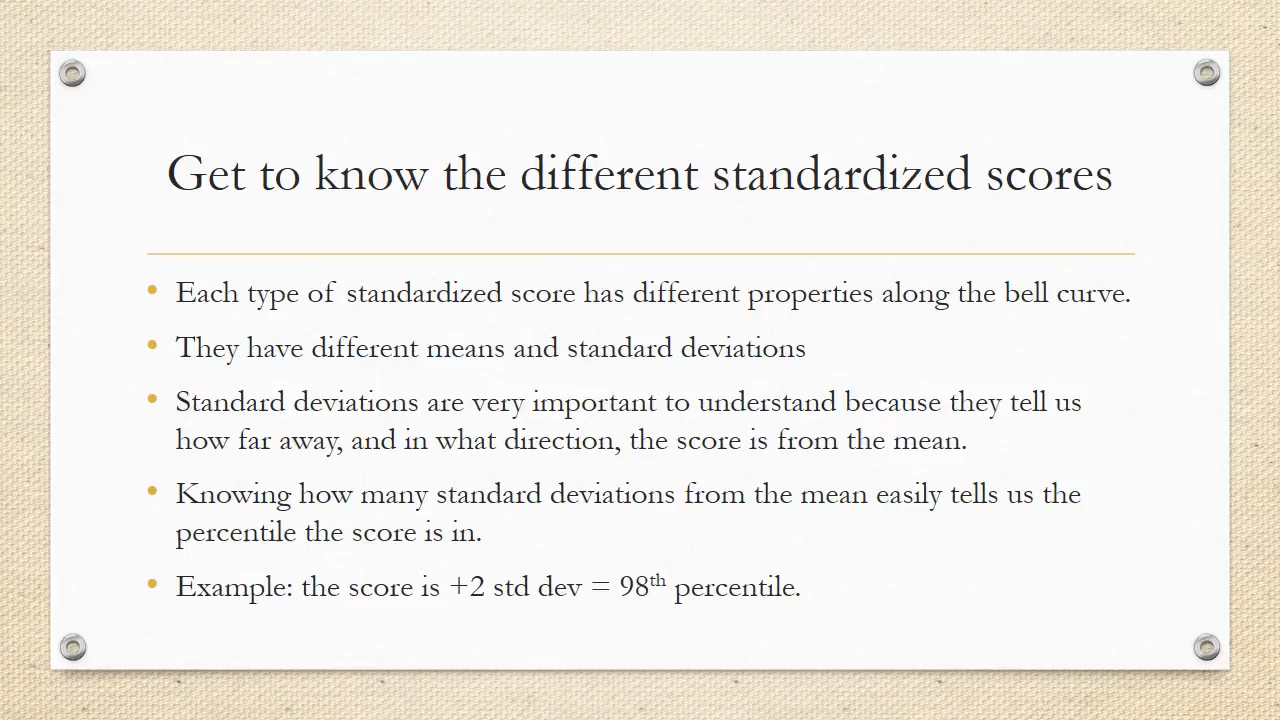 Get to know the different standardized scores
• Each type of standardized score has different properties along the bell curve.
• They have different means and standard deviations
• Standard deviations are very important to understand because they tell us
how far away, and in what direction, the score is from the mean.
• Knowing how many standard deviations from the mean easily tells us the
percentile the score is in.
• Example: the score is +2 std dev = 98th percentile.